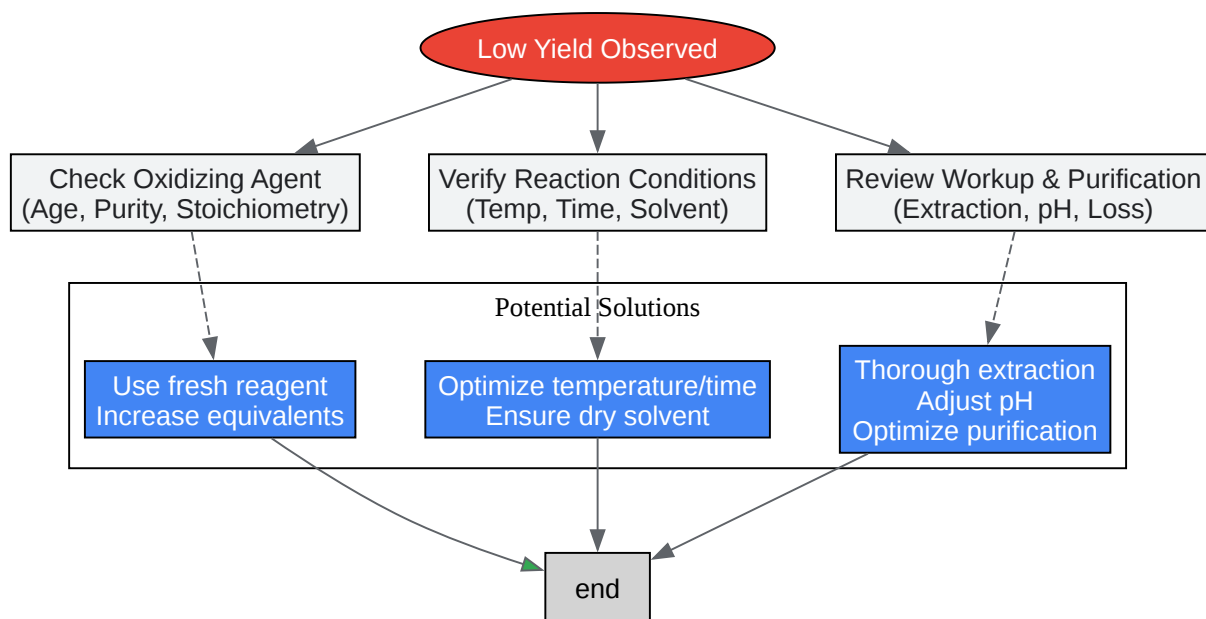 Low Yield Observed
Check Oxidizing Agent
(Age, Purity, Stoichiometry)
Verify Reaction Conditions
(Temp, Time, Solvent)
Review Workup & Purification
(Extraction, pH, Loss)
Potential Solutions
Use fresh reagent
Increase equivalents
Optimize temperature/time
Ensure dry solvent
Thorough extraction
Adjust pH
Optimize purification
end